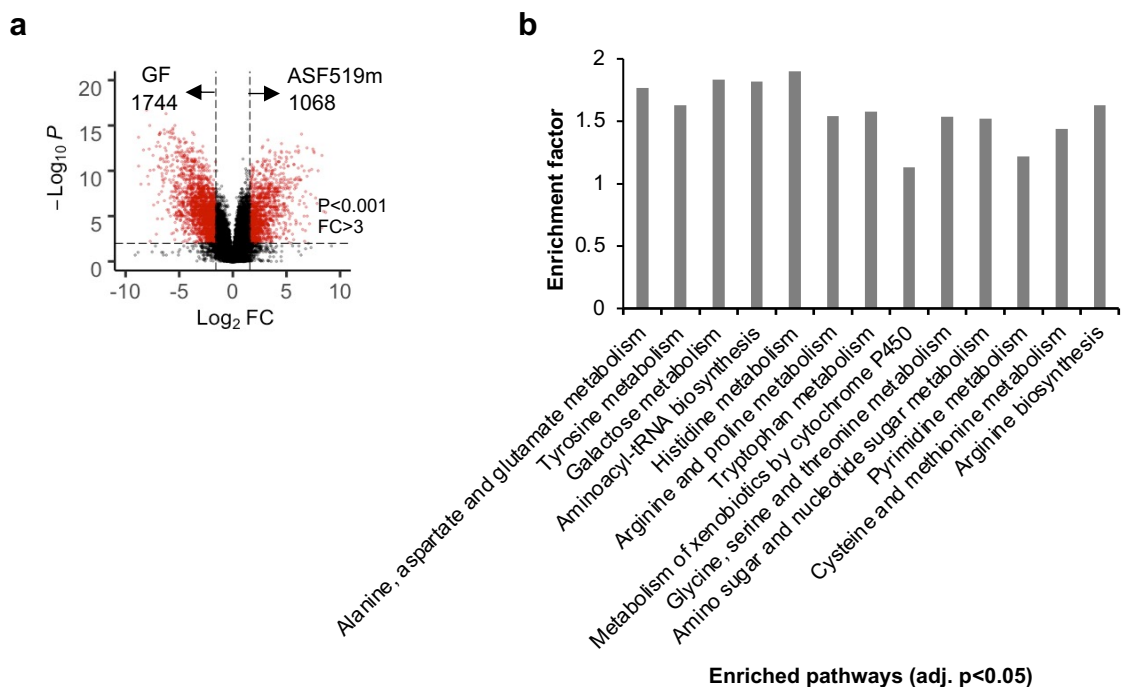 a
GF
1744
ASF519m
1068
20
15
10
5
0
−Log10 P
P<0.001
FC>3
-10
-5
0
5
10
Log2 FC
b
2
1.5
1
0.5
0
Enrichment factor
Alanine, aspartate and glutamate metabolism
Tyrosine metabolism
Galactose metabolism
Aminoacyl-tRNA biosynthesis
Histidine metabolism
Arginine and proline metabolism
Tryptophan metabolism
Metabolism of xenobiotics by cytochrome P450
Glycine, serine and threonine metabolism
Amino sugar and nucleotide sugar metabolism
Pyrimidine metabolism
Cysteine and methionine metabolism
Arginine biosynthesis
Enriched pathways (adj. p<0.05)